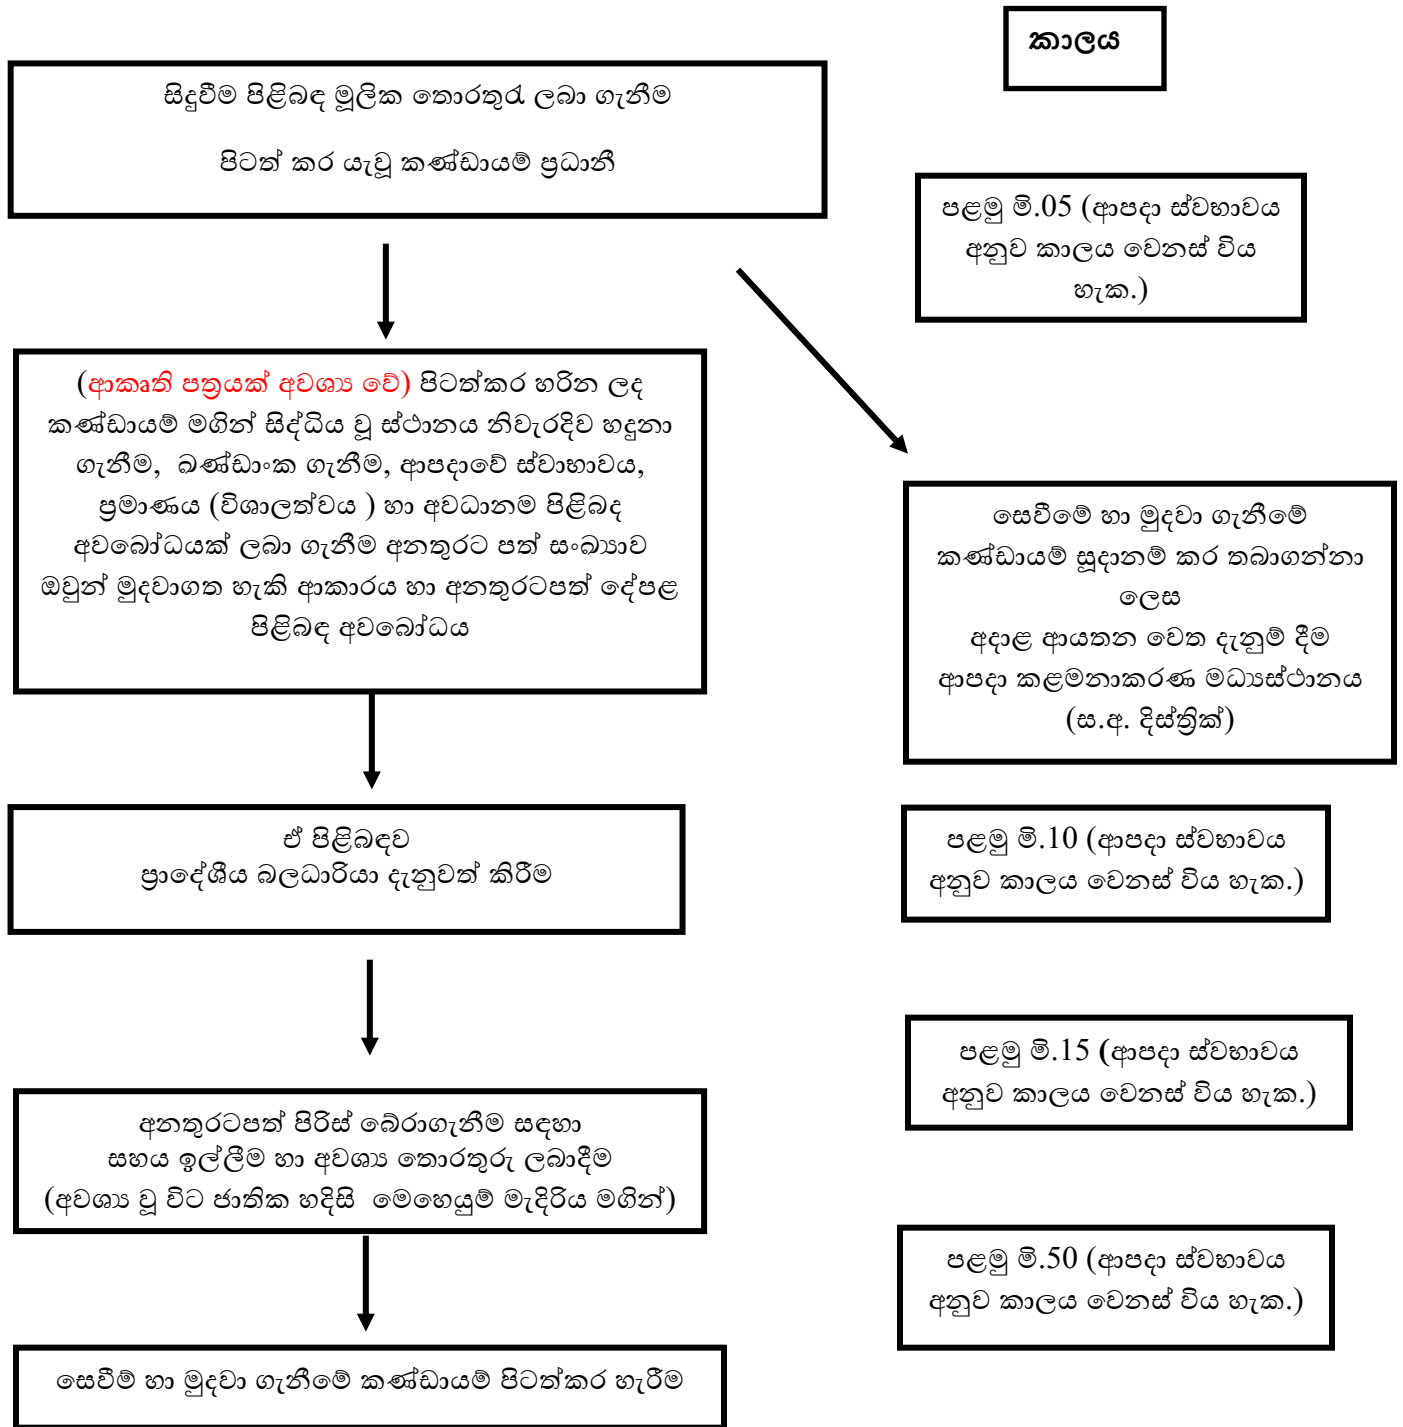 කාලය
සිදුවීම පිළිබඳ මූලික තොරතුරැ ලබා ගැනීම
පිටත් කර යැවූ කණ්ඩායම් ප්‍රධානී
පළමු මි.05 (ආපදා ස්වභාවය
අනුව කාලය වෙනස් විය
හැක.)
(ආකෘති පත්‍රයක් අවශ්‍ය වේ) පිටත්කර හරින ලද
කණ්ඩායම් මගින් සිද්ධිය වූ ස්ථානය නිවැරදිව හදුනා
ගැනීම, ඛණ්ඩාංක ගැනීම, ආපදාවේ ස්වාභාවය,
ප්‍රමාණය (විශාලත්වය ) හා අවධානම පිළිබද
අවබෝධයක් ලබා ගැනීම අනතුරට පත් සංඛ්‍යාව
ඔවුන් මුදවාගත හැකි ආකාරය හා අනතුරටපත් දේපළ
පිළිබඳ අවබෝධය
සෙවීමේ හා මුදවා ගැනීමේ
කණ්ඩායම් සූදානම් කර තබාගන්නා
ලෙස
අදාළ ආයතන වෙත දැනුම් දීම
ආපදා කළමනාකරණ මධ්‍යස්ථානය
(ස.අ. දිස්ත්‍රික්)
ඒ පිළිබඳව
ප්‍රාදේශීය බලධාරියා දැනුවත් කිරීම
පළමු මි.10 (ආපදා ස්වභාවය
අනුව කාලය වෙනස් විය හැක.)
පළමු මි.15 (ආපදා ස්වභාවය
අනුව කාලය වෙනස් විය හැක.)
අනතුරටපත් පිරිස් බේරාගැනීම සඳහා
සහය ඉල්ලීම හා අවශ්‍ය තොරතුරු ලබාදීම
(අවශ්‍ය වූ විට ජාතික හදිසි මෙහෙයුම් මැදිරිය මගින්)
පළමු මි.50 (ආපදා ස්වභාවය
අනුව කාලය වෙනස් විය හැක.)
සෙවීම් හා මුදවා ගැනීමේ කණ්ඩායම් පිටත්කර හැරීම